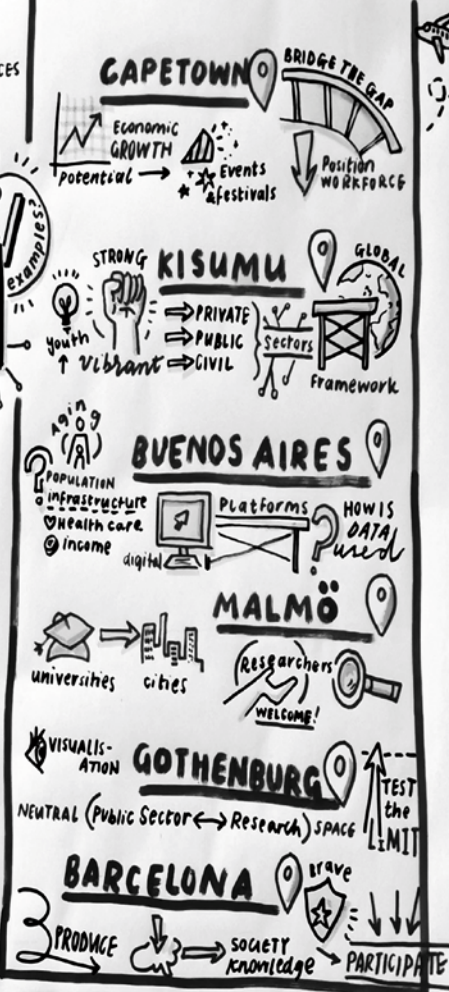 CES
CAPETOWN
BRIDGE THE GAP
Economic
GROWTH
Potential
Events
& festivals
Position
WORKFORCE
examples?
KISUMU
STRONG
GLOBAL
PRIVATE
PUBLIC
CIVIL
Sectors
Youth
Vibrant
Framework
BUENOS AIRES
Aging
POPULATION
infrastructure
Health care
income
digital
Platforms
HOW IS
DATA
used
?
MALMÖ
universities
cities
Researchers
WELCOME!
GOTHENBURG
VISUALIS-
ATION
NEUTRAL (Public Sector ↔ Research) SPACE
TEST
the
LIMIT
BARCELONA
Brave
PRODUCE
SOCIETY
Knowledge
PARTICIPATE